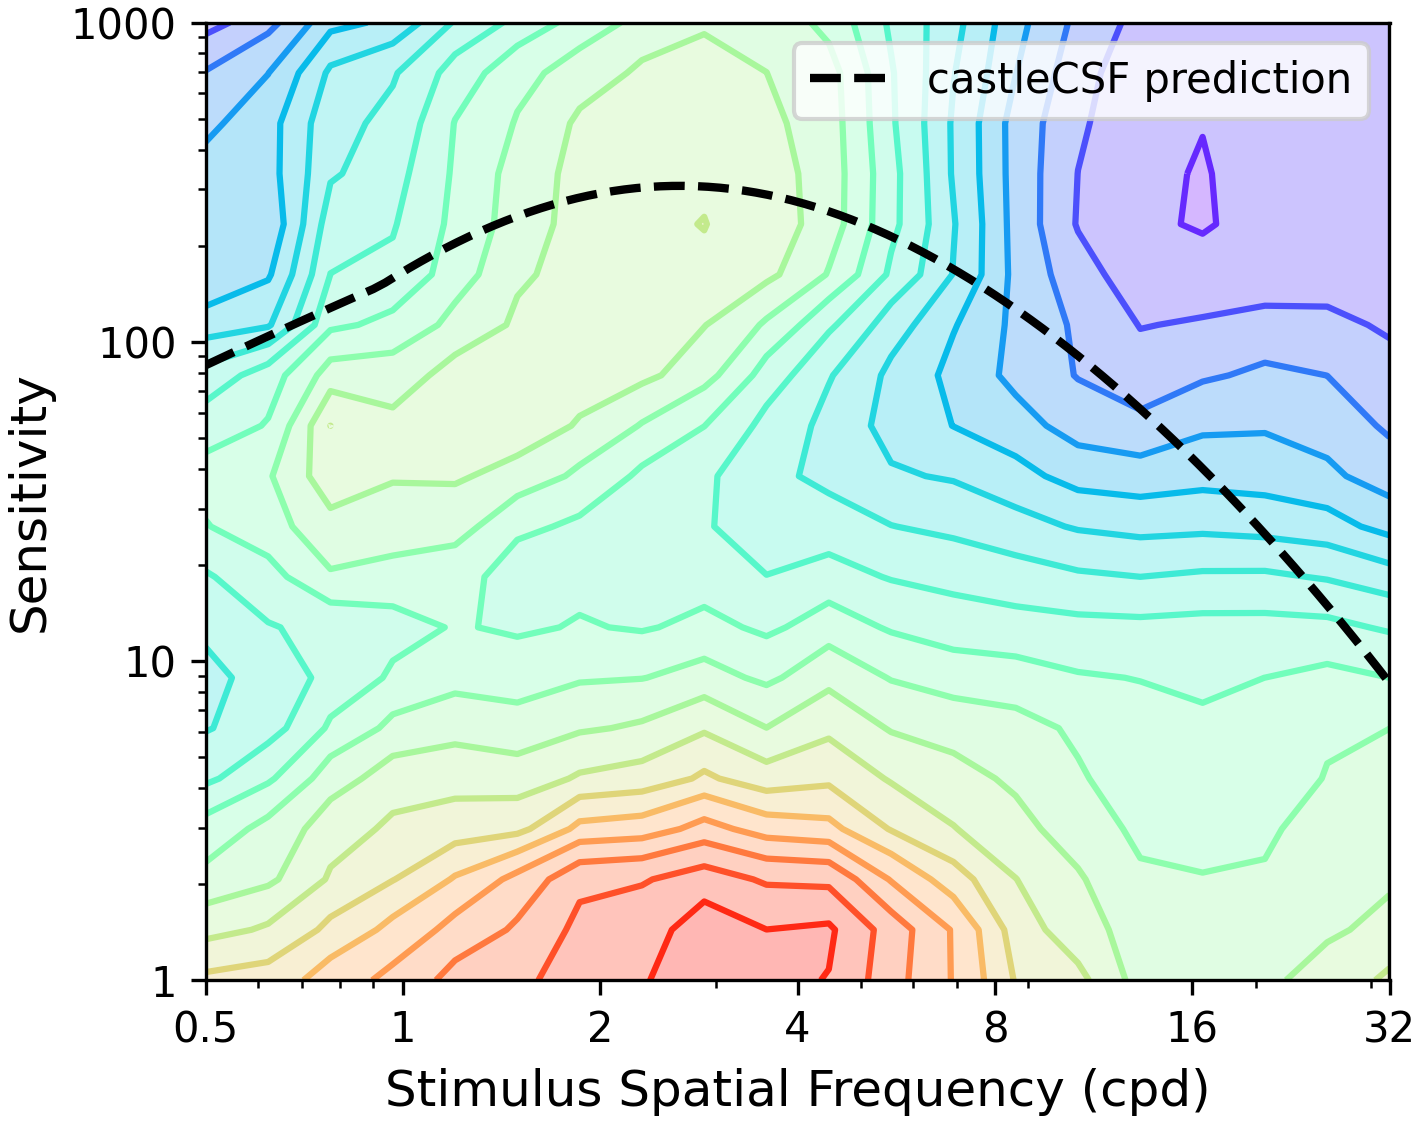 1000
100
10
1
Sensitivity
castleCSF prediction
0.5 1 2 4 8 16 32
Stimulus Spatial Frequency (cpd)